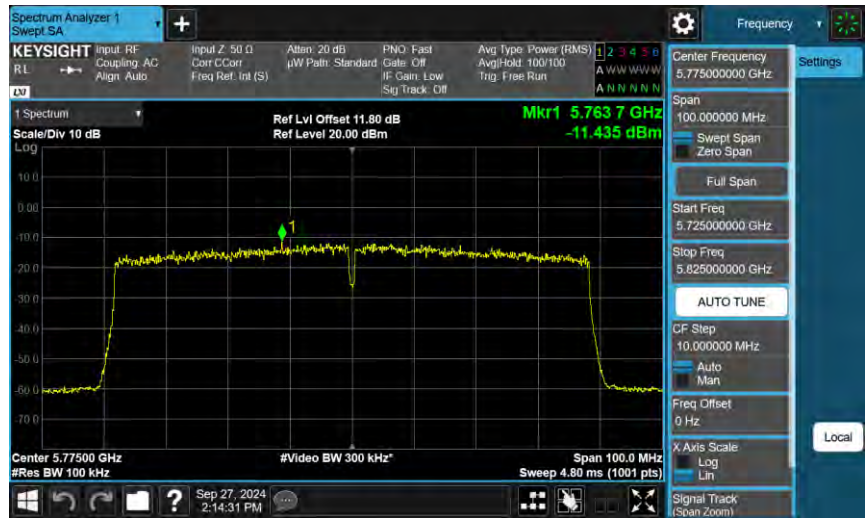 Spectrum Analyzer 1
Swept SA
+
Frequency
KEYSIGHT
RL
LXI
Input: RF
Coupling: AC
Align: Auto
Input Z: 50 Ω
Corr CCorr
Freq Ref: Int (S)
Atten: 20 dB
µW Path: Standard
PNO: Fast
Gate: Off
IF Gain: Low
Sig Track: Off
Avg Type: Power (RMS)
Avg|Hold: 100/100
Trig: Free Run
1 2 3 4 5 6
A W W W W W
A N N N N N
1 Spectrum
Scale/Div 10 dB
Ref Lvl Offset 11.80 dB
Ref Level 20.00 dBm
Mkr1 5.763 7 GHz
-11.435 dBm
Log
10.0
0.00
-10.0
-20.0
-30.0
-40.0
-50.0
-60.0
-70.0
1
Center 5.77500 GHz
#Res BW 100 kHz
#Video BW 300 kHz*
Span 100.0 MHz
Sweep 4.80 ms (1001 pts)
Settings
Center Frequency
5.775000000 GHz
Span
100.000000 MHz
Swept Span
Zero Span
Full Span
Start Freq
5.725000000 GHz
Stop Freq
5.825000000 GHz
AUTO TUNE
CF Step
10.000000 MHz
Auto
Man
Freq Offset
0 Hz
X Axis Scale
Log
Lin
Signal Track
(Span Zoom)
Local
?
Sep 27, 2024
2:14:31 PM